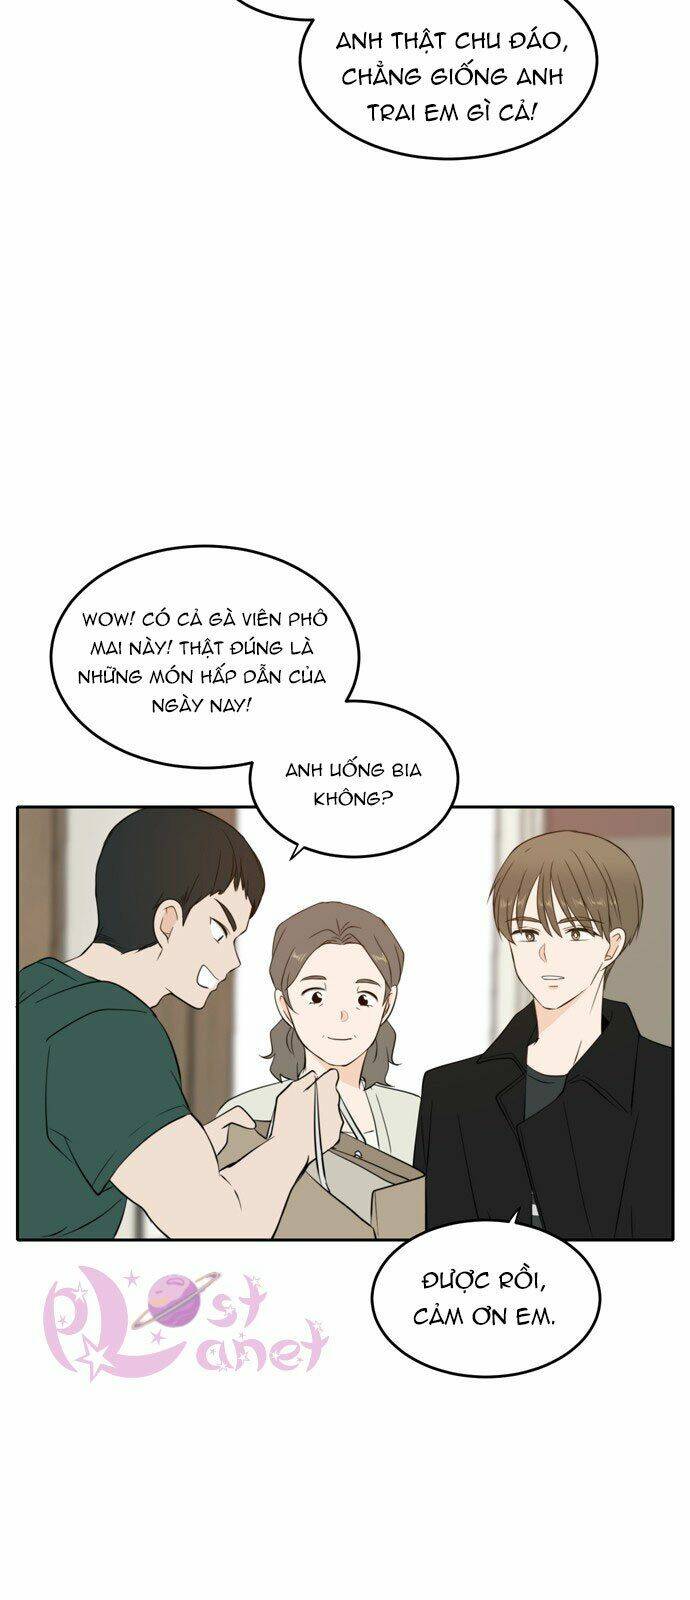 ANH THẬT CHU ĐÁO,
CHẲNG GIỐNG ANH
TRAI EM GÌ CẢ!
WOW! CÓ CẢ GÀ VIÊN PHÔ
MAI NÀY! THẬT ĐÚNG LÀ
NHỮNG MÓN HẤP DẪN CỦA
NGÀY NAY!
ANH UỐNG BIA
KHÔNG?
ĐƯỢC RỒI,
CẢM ƠN EM.
Lost
Planet